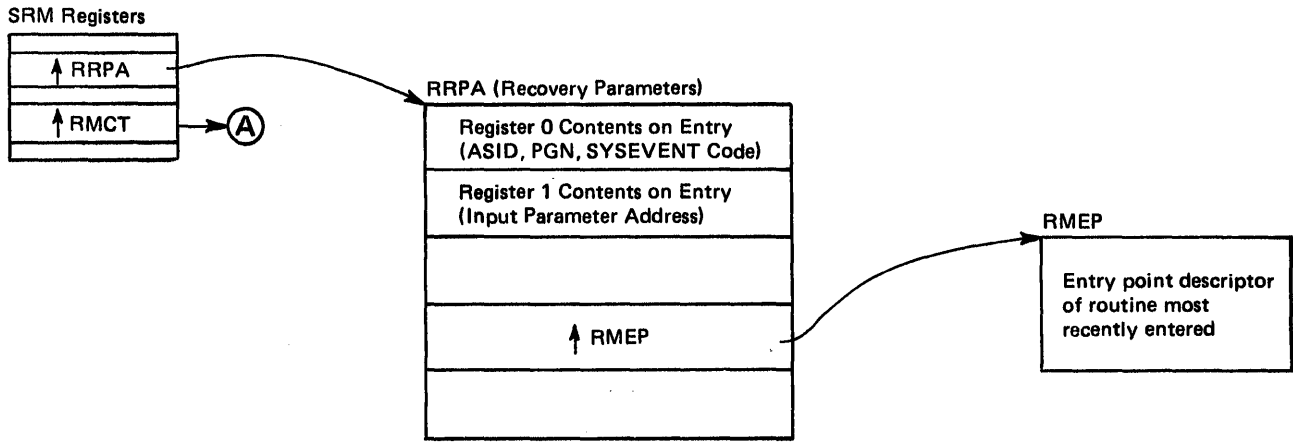 SRM Registers
↑ RRPA
↑ RMCT
A
RRPA (Recovery Parameters)
Register 0 Contents on Entry
(ASID, PGN, SYSEVENT Code)
Register 1 Contents on Entry
(Input Parameter Address)
↑ RMEP
RMEP
Entry point descriptor
of routine most
recently entered